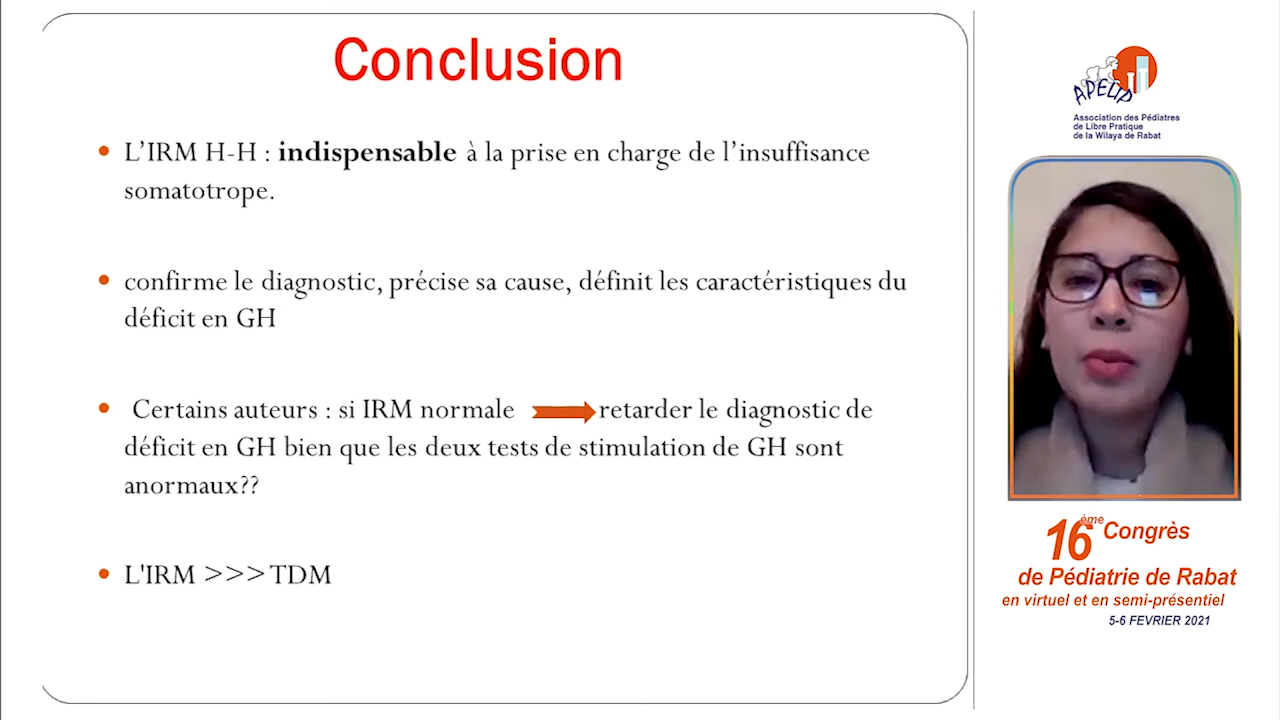 Conclusion
• L’IRM H-H : indispensable à la prise en charge de l’insuffisance
somatotrope.
• confirme le diagnostic, précise sa cause, définit les caractéristiques du
déficit en GH
• Certains auteurs : si IRM normale retarder le diagnostic de
déficit en GH bien que les deux tests de stimulation de GH sont
anormaux??
• L'IRM >>> TDM
APELIP
Association des Pédiatres
de Libre Pratique
de la Wilaya de Rabat
16ème Congrès
de Pédiatrie de Rabat
en virtuel et en semi-présentiel
5-6 FEVRIER 2021